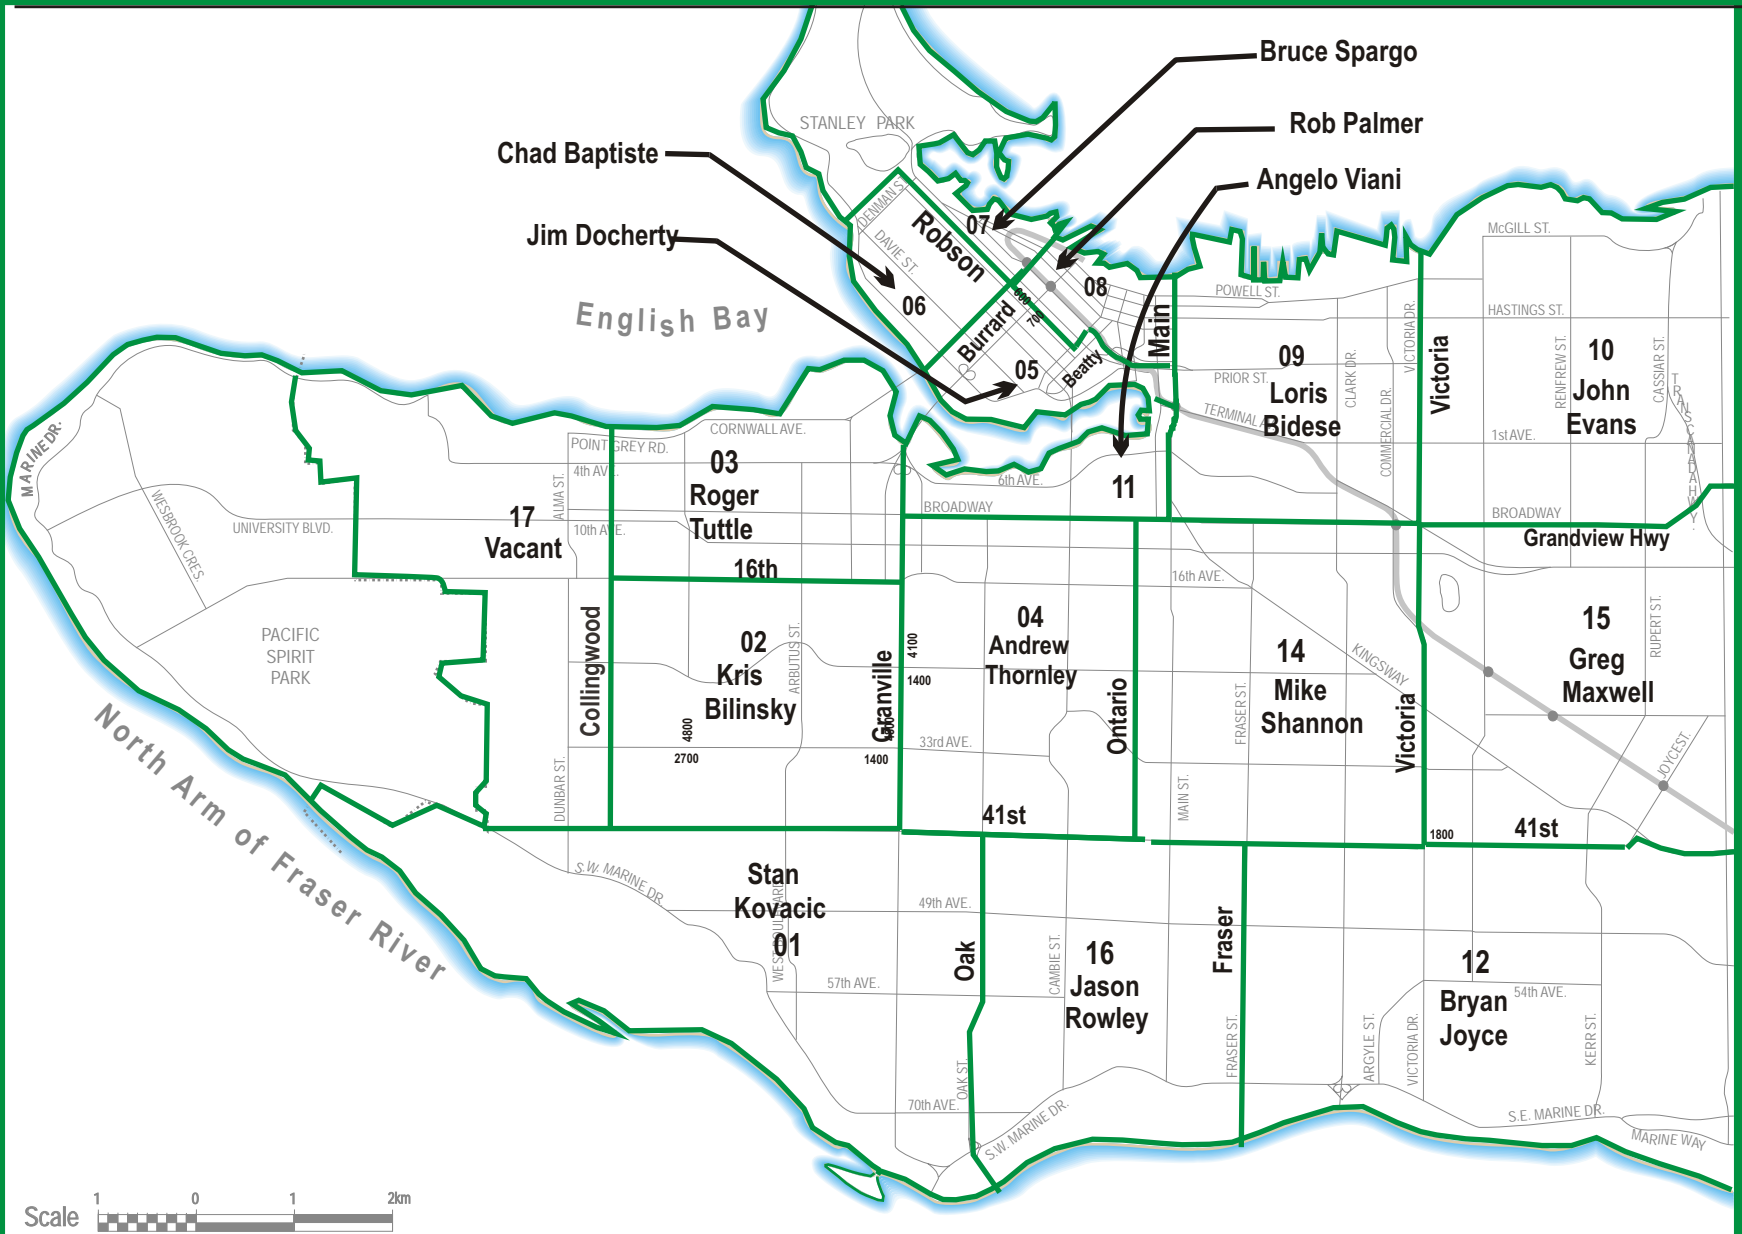 Bruce Spargo
Rob Palmer
Angelo Viani
Chad Baptiste
Jim Docherty
STANLEY PARK
English Bay
DENMAN ST.
DAVIE ST.
Robson
07
08
06
05
600
700
Burrard
Beatty
Main
POWELL ST.
McGILL ST.
HASTINGS ST.
PRIOR ST.
TERMINAL A
09
Loris
Bidese
CLARK DR.
COMMERCIAL DR.
VICTORIA DR.
Victoria
10
John
Evans
RENFREW ST.
CASSIAR ST.
TRANS CANADA HWY.
1st AVE.
BROADWAY
Grandview Hwy
MARINE DR.
WESBROOK CRES.
UNIVERSITY BLVD.
PACIFIC
SPIRIT
PARK
17
Vacant
ALMA ST.
POINT GREY RD.
CORNWALL AVE.
4th AVE.
10th AVE.
03
Roger
Tuttle
16th
6th AVE.
BROADWAY
11
16th AVE.
Collingwood
02
Kris
Bilinsky
ARBUTUS ST.
Granville
4100
1400
4800
2700
1400
04
Andrew
Thornley
Ontario
33rd AVE.
41st
14
Mike
Shannon
FRASER ST.
MAIN ST.
KINGSWAY
Victoria
15
Greg
Maxwell
RUPERT ST.
JOYCE ST.
1800
41st
DUNBAR ST.
North Arm of Fraser River
S.W. MARINE DR.
Stan
Kovacic
01
WEST BOULEVARD
49th AVE.
57th AVE.
70th AVE.
Oak
OAK ST.
CAMBIE ST.
16
Jason
Rowley
Fraser
FRASER ST.
S.W. MARINE DR.
12
Bryan
Joyce
54th AVE.
ARGYLE ST.
VICTORIA DR.
KERR ST.
S.E. MARINE DR.
MARINE WAY
Scale
1 0 1 2km